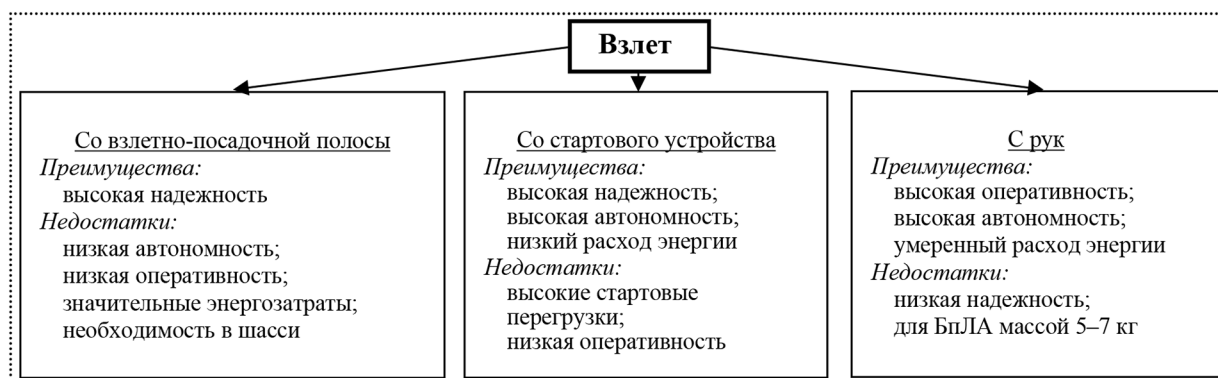 Взлет
Со взлетно-посадочной полосы
Преимущества:
высокая надежность
Недостатки:
низкая автономность;
низкая оперативность;
значительные энергозатраты;
необходимость в шасси
Со стартового устройства
Преимущества:
высокая надежность;
высокая автономность;
низкий расход энергии
Недостатки:
высокие стартовые
перегрузки;
низкая оперативность
С рук
Преимущества:
высокая оперативность;
высокая автономность;
умеренный расход энергии
Недостатки:
низкая надежность;
для БпЛА массой 5–7 кг